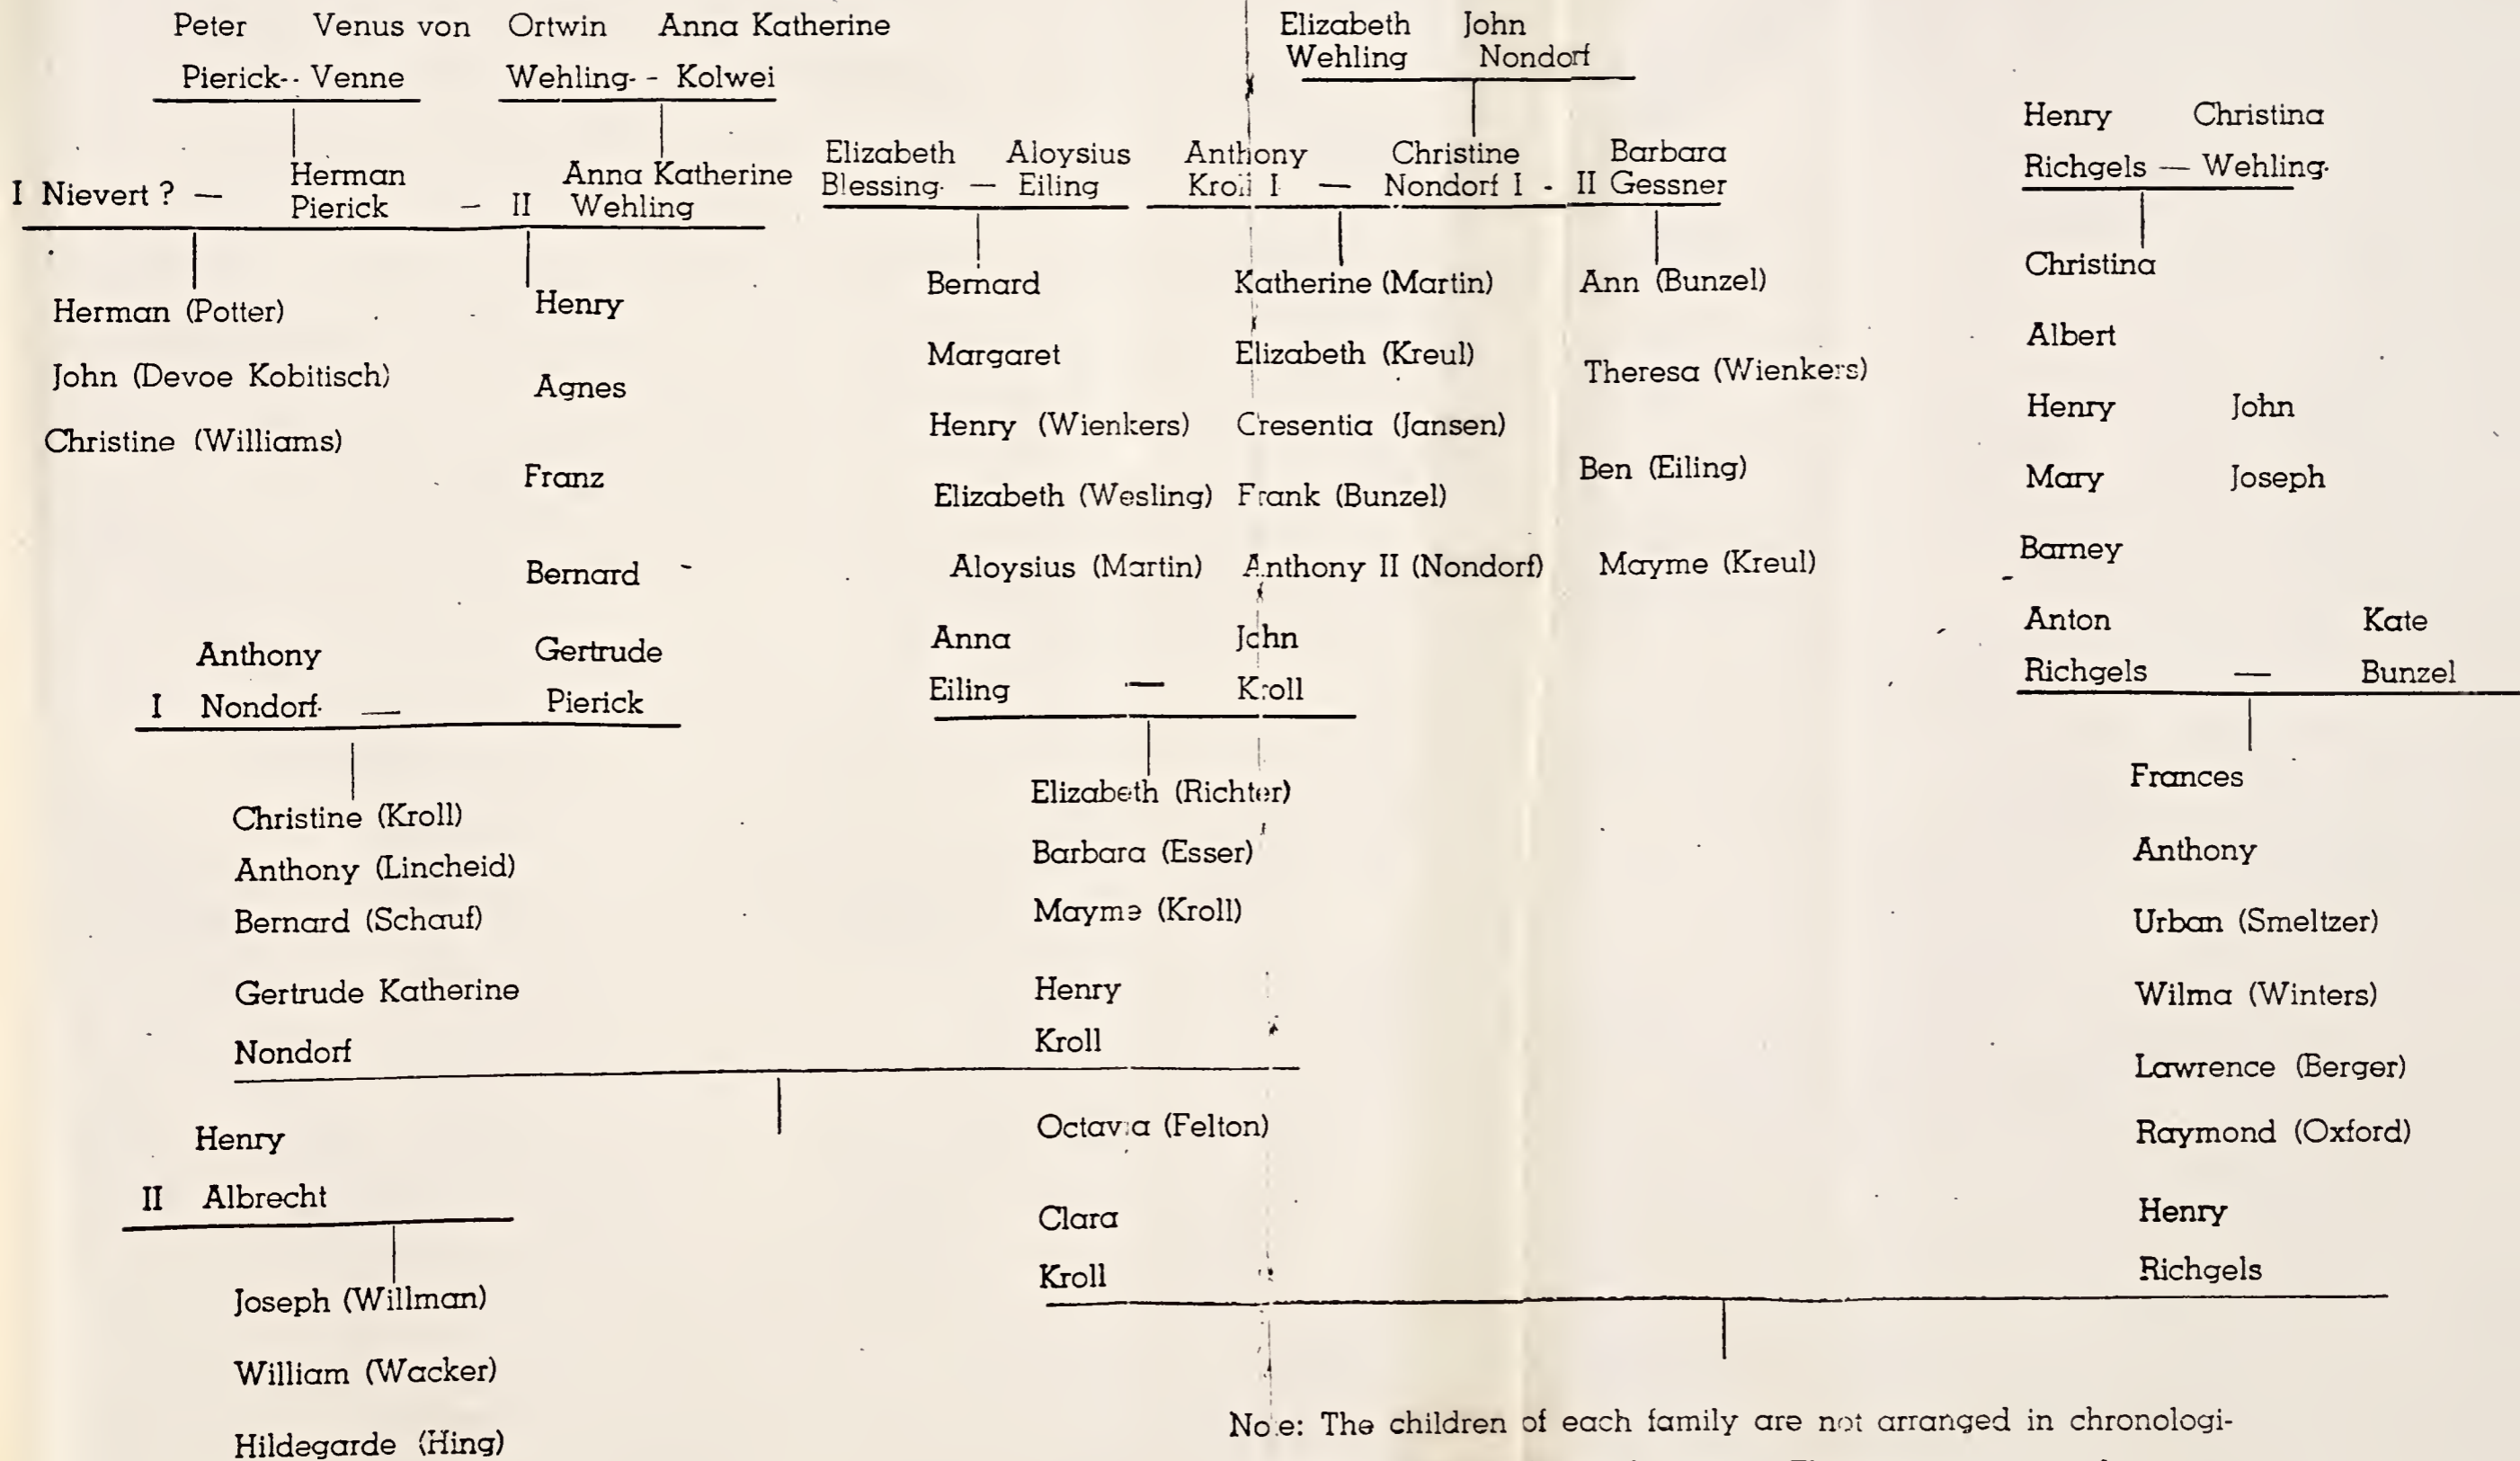 Peter Venus von Ortwin Anna Katherine
Pierick-- Venne Wehling- - Kolwei
I Nievert ? — Herman Pierick — II Anna Katherine Wehling
Herman (Potter)
John (Devoe Kobitisch)
Christine (Williams)
Henry
Agnes
Franz
Bernard
Anthony Gertrude
I Nondorf — Pierick
Christine (Kroll)
Anthony (Lincheid)
Bernard (Schauf)
Gertrude Katherine
Nondorf
Henry
II Albrecht
Joseph (Willman)
William (Wacker)
Hildegarde (Hing)
Elizabeth John
Wehling Nondorf
Elizabeth Aloysius Anthony Christine Barbara
Blessing — Eiling Kroll I — Nondorf I - II Gessner
Bernard
Margaret
Henry (Wienkers)
Elizabeth (Wesling)
Aloysius (Martin)
Katherine (Martin)
Elizabeth (Kreul)
Cresentia (Jansen)
Frank (Bunzel)
Anthony II (Nondorf)
Ann (Bunzel)
Theresa (Wienkers)
Ben (Eiling)
Mayme (Kreul)
Anna John
Eiling — Kroll
Elizabeth (Richter)
Barbara (Esser)
Mayme (Kroll)
Henry
Kroll
Octavia (Felton)
Clara
Kroll
Henry Christina
Richgels — Wehling
Christina
Albert
Henry John
Mary Joseph
Barney
Anton Kate
Richgels — Bunzel
Frances
Anthony
Urban (Smeltzer)
Wilma (Winters)
Lawrence (Berger)
Raymond (Oxford)
Henry
Richgels
Note: The children of each family are not arranged in chronologi-